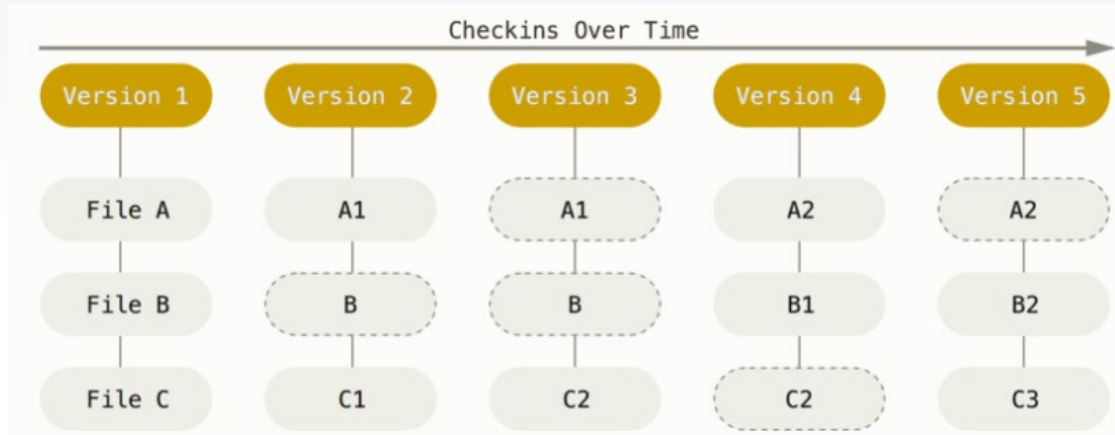 Checkins Over Time
Version 1 Version 2 Version 3 Version 4 Version 5
File A A1 A1 A2 A2
File B B B B1 B2
File C C1 C2 C2 C3